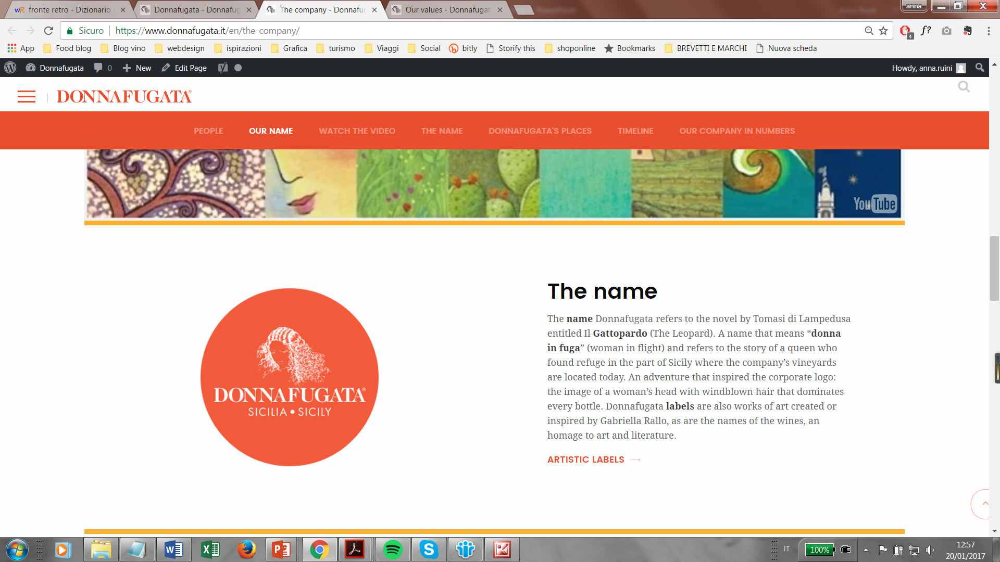 fronte retro - Dizionario
Donnafugata - Donnafug
The company - Donnafug
Our values - Donnafugat
anna
Sicuro
https://www.donnafugata.it/en/the-company/
4
f?
App
Food blog
Blog vino
webdesign
ispirazioni
Grafica
turismo
Viaggi
Social
bitly
Storify this
shoponline
Bookmarks
BREVETTI E MARCHI
Nuova scheda
Donnafugata
0
New
Edit Page
Howdy, anna.ruini
DONNAFUGATA®
PEOPLE
OUR NAME
WATCH THE VIDEO
THE NAME
DONNAFUGATA'S PLACES
TIMELINE
OUR COMPANY IN NUMBERS
YouTube
DONNAFUGATA®
SICILIA • SICILY
The name
The name Donnafugata refers to the novel by Tomasi di Lampedusa
entitled Il Gattopardo (The Leopard). A name that means “donna
in fuga” (woman in flight) and refers to the story of a queen who
found refuge in the part of Sicily where the company’s vineyards
are located today. An adventure that inspired the corporate logo:
the image of a woman’s head with windblown hair that dominates
every bottle. Donnafugata labels are also works of art created or
inspired by Gabriella Rallo, as are the names of the wines, an
homage to art and literature.
ARTISTIC LABELS
IT
100%
12:57
20/01/2017